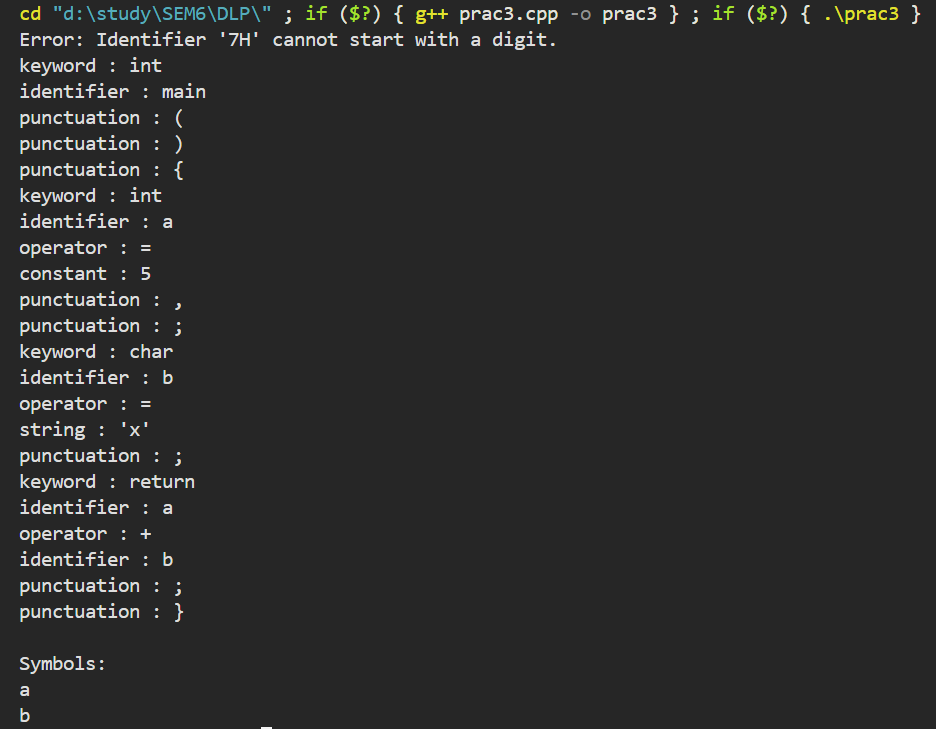 cd "d:\study\SEM6\DLP\" ; if ($?) { g++ prac3.cpp -o prac3 } ; if ($?) { .\prac3 }
Error: Identifier '7H' cannot start with a digit.
keyword : int
identifier : main
punctuation : (
punctuation : )
punctuation : {
keyword : int
identifier : a
operator : =
constant : 5
punctuation : ,
punctuation : ;
keyword : char
identifier : b
operator : =
string : 'x'
punctuation : ;
keyword : return
identifier : a
operator : +
identifier : b
punctuation : ;
punctuation : }
Symbols:
a
b